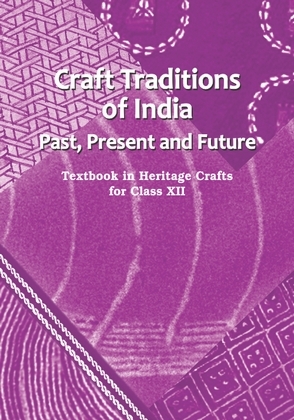 Craft Traditions
of India
Past, Present and Future
Textbook in Heritage Crafts
for Class XII